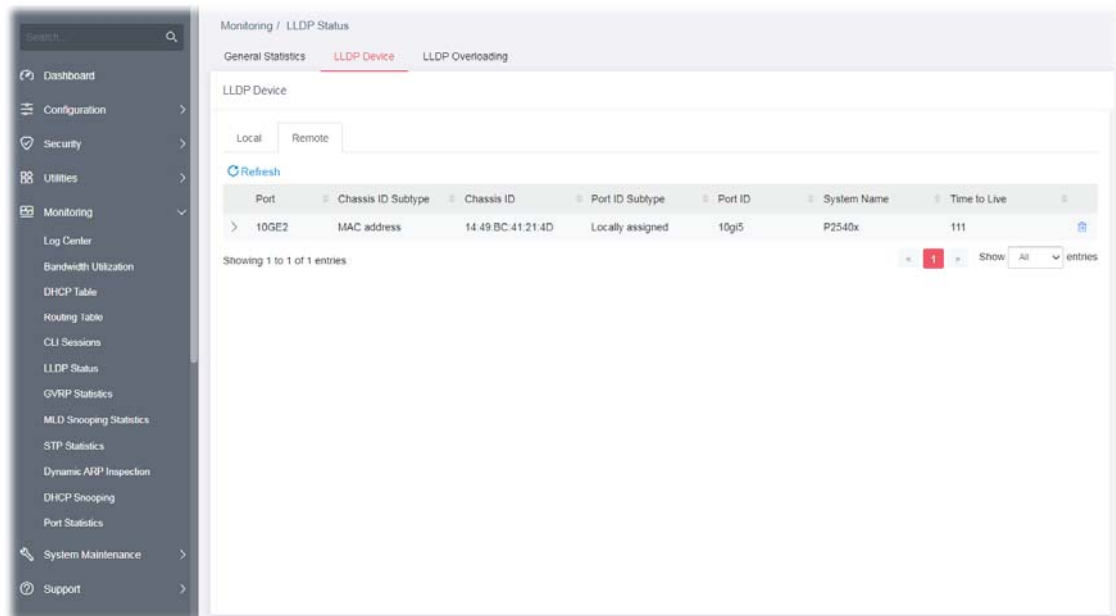 Search...
Dashboard
Configuration
Security
Utilities
Monitoring
Log Center
Bandwidth Utilization
DHCP Table
Routing Table
CLI Sessions
LLDP Status
GVRP Statistics
MLD Snooping Statistics
STP Statistics
Dynamic ARP Inspection
DHCP Snooping
Port Statistics
System Maintenance
Support
Monitoring / LLDP Status
General Statistics LLDP Device LLDP Overloading
LLDP Device
Local Remote
Refresh
Port Chassis ID Subtype Chassis ID Port ID Subtype Port ID System Name Time to Live
10GE2 MAC address 14:49:BC:41:21:4D Locally assigned 10gi5 P2540x 111
Showing 1 to 1 of 1 entries « 1 » Show All entries